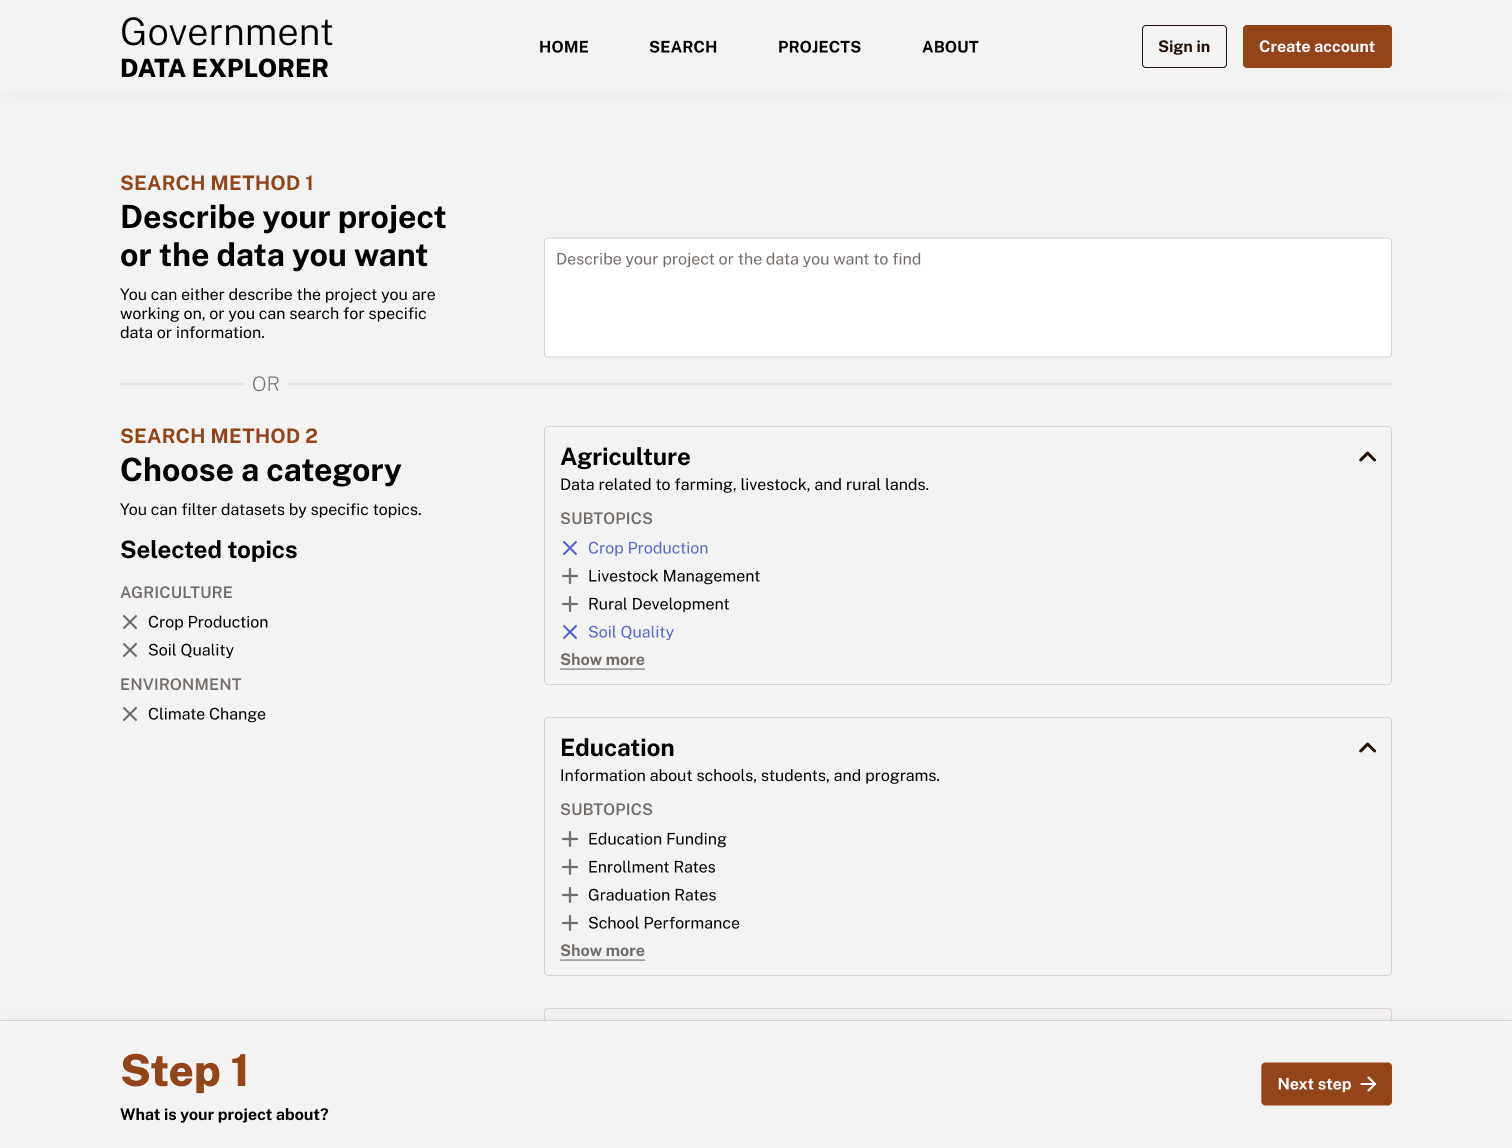 Government
DATA EXPLORER
HOME
SEARCH
PROJECTS
ABOUT
Sign in
Create account
SEARCH METHOD 1
Describe your project
or the data you want
You can either describe the project you are
working on, or you can search for specific
data or information.
Describe your project or the data you want to find
OR
SEARCH METHOD 2
Choose a category
You can filter datasets by specific topics.
Selected topics
AGRICULTURE
Crop Production
Soil Quality
ENVIRONMENT
Climate Change
Agriculture
Data related to farming, livestock, and rural lands.
SUBTOPICS
Crop Production
Livestock Management
Rural Development
Soil Quality
Show more
Education
Information about schools, students, and programs.
SUBTOPICS
Education Funding
Enrollment Rates
Graduation Rates
School Performance
Show more
Step 1
What is your project about?
Next step